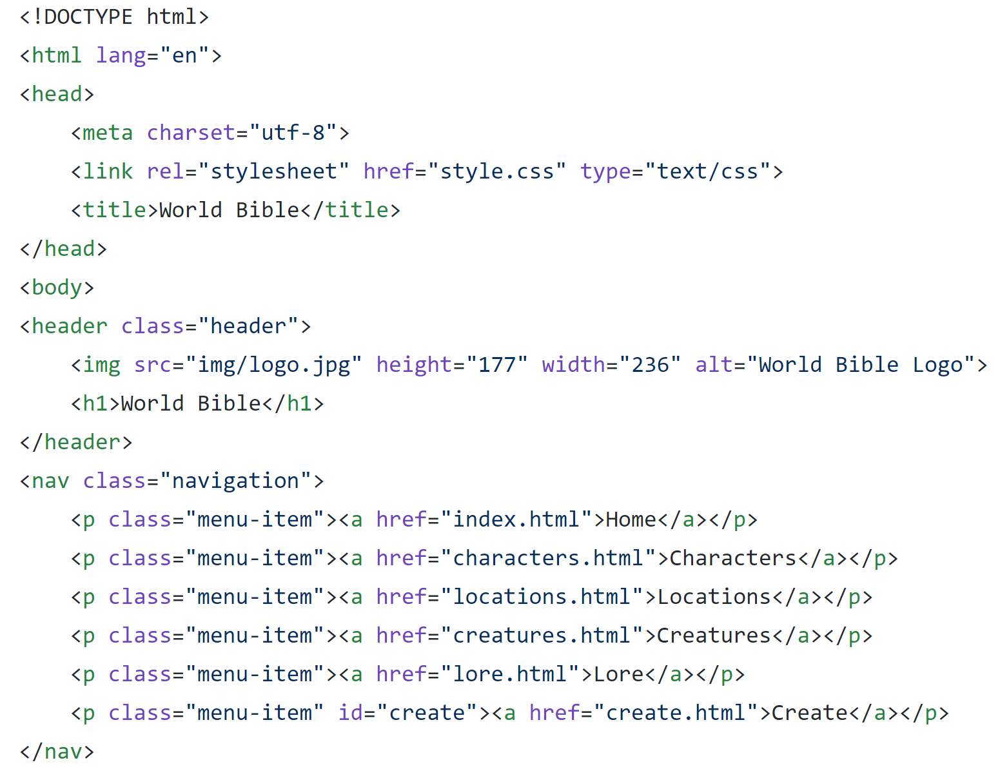 <!DOCTYPE html>
<html lang="en">
<head>
    <meta charset="utf-8">
    <link rel="stylesheet" href="style.css" type="text/css">
    <title>World Bible</title>
</head>
<body>
<header class="header">
    <img src="img/logo.jpg" height="177" width="236" alt="World Bible Logo">
    <h1>World Bible</h1>
</header>
<nav class="navigation">
    <p class="menu-item"><a href="index.html">Home</a></p>
    <p class="menu-item"><a href="characters.html">Characters</a></p>
    <p class="menu-item"><a href="locations.html">Locations</a></p>
    <p class="menu-item"><a href="creatures.html">Creatures</a></p>
    <p class="menu-item"><a href="lore.html">Lore</a></p>
    <p class="menu-item" id="create"><a href="create.html">Create</a></p>
</nav>